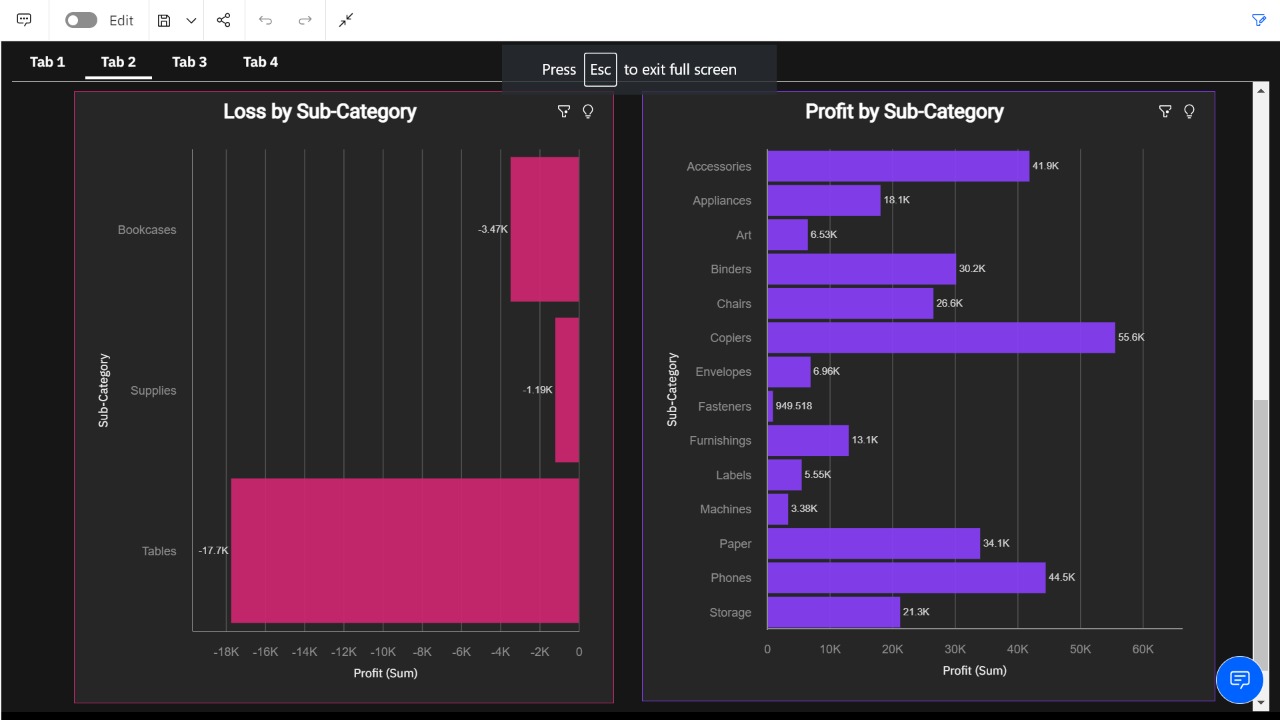 Edit
Tab 1
Tab 2
Tab 3
Tab 4
Press Esc to exit full screen
Loss by Sub-Category
Sub-Category
Bookcases
-3.47K
Supplies
-1.19K
Tables
-17.7K
-18K -16K -14K -12K -10K -8K -6K -4K -2K 0
Profit (Sum)
Profit by Sub-Category
Sub-Category
Accessories 41.9K
Appliances 18.1K
Art 6.53K
Binders 30.2K
Chairs 26.6K
Copiers 55.6K
Envelopes 6.96K
Fasteners 949.518
Furnishings 13.1K
Labels 5.55K
Machines 3.38K
Paper 34.1K
Phones 44.5K
Storage 21.3K
0 10K 20K 30K 40K 50K 60K
Profit (Sum)